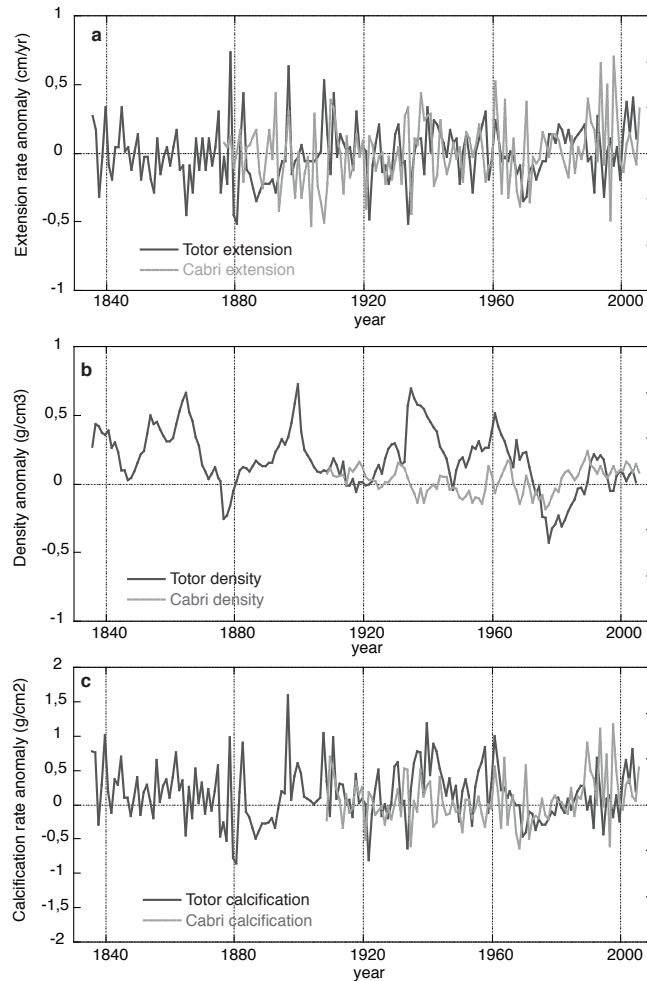 a
Extension rate anomaly (cm/yr)
1
0,5
0
-0,5
-1
Totor extension
Cabri extension
1840 1880 1920 1960 2000
year
b
Density anomaly (g/cm3)
1
0,5
0
-0,5
-1
Totor density
Cabri density
1840 1880 1920 1960 2000
year
c
Calcification rate anomaly (g/cm2)
2
1,5
1
0,5
0
-0,5
-1
-1,5
-2
Totor calcification
Cabri calcification
1840 1880 1920 1960 2000
year